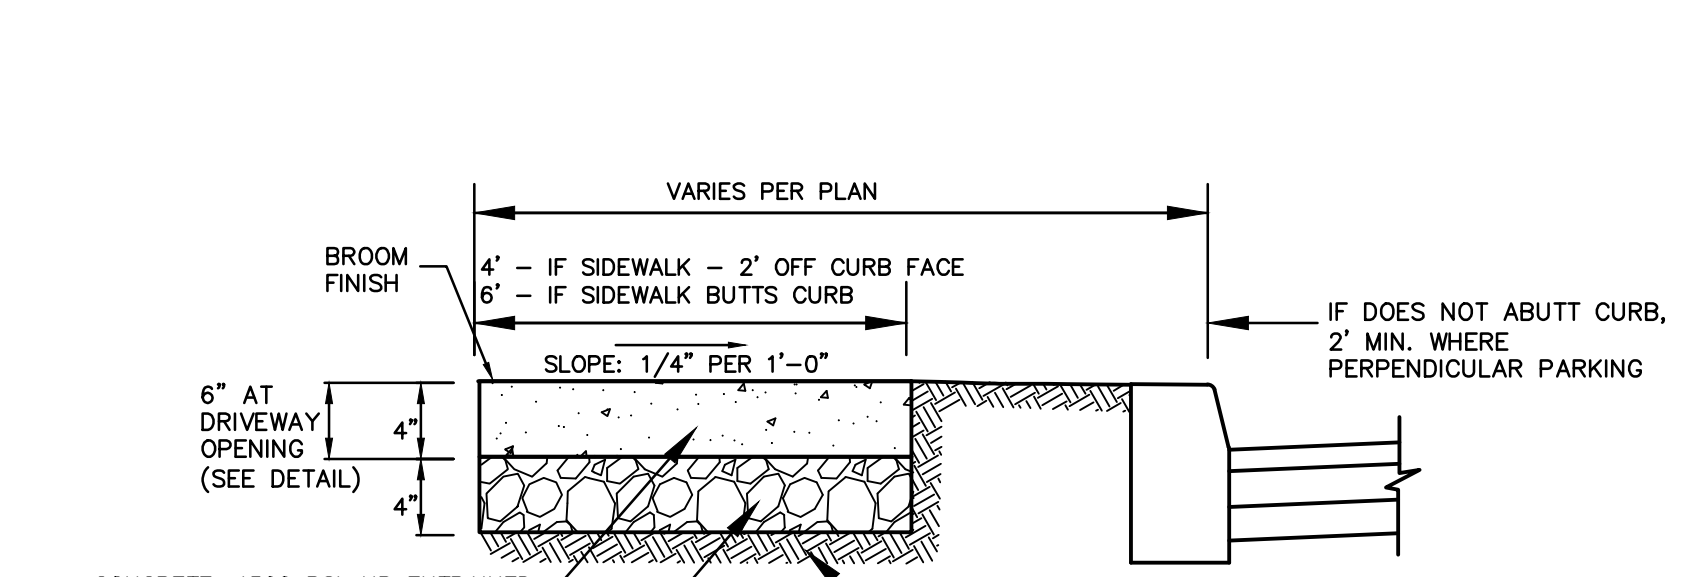 VARIES PER PLAN
BROOM
FINISH
4' - IF SIDEWALK - 2' OFF CURB FACE
6' - IF SIDEWALK BUTTS CURB
IF DOES NOT ABUTT CURB,
2' MIN. WHERE
PERPENDICULAR PARKING
SLOPE: 1/4" PER 1'-0"
6" AT
DRIVEWAY
OPENING
(SEE DETAIL)
4"
4"